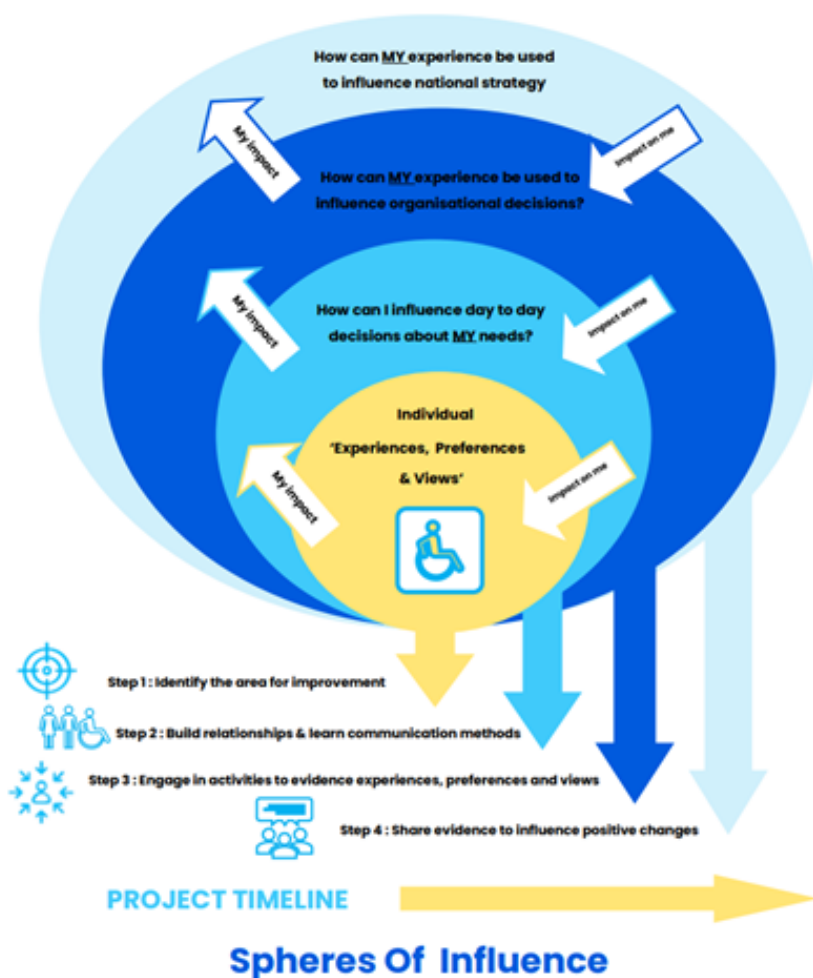 How can MY experience be used
to influence national strategy
My impact
Impact on me
How can MY experience be used to
influence organisational decisions?
My impact
Impact on me
How can I influence day to day
decisions about MY needs?
My impact
Impact on me
Individual
'Experiences, Preferences
& Views'
Step 1 : Identify the area for improvement
Step 2 : Build relationships & learn communication methods
Step 3 : Engage in activities to evidence experiences, preferences and views
Step 4 : Share evidence to influence positive changes
PROJECT TIMELINE
Spheres Of Influence